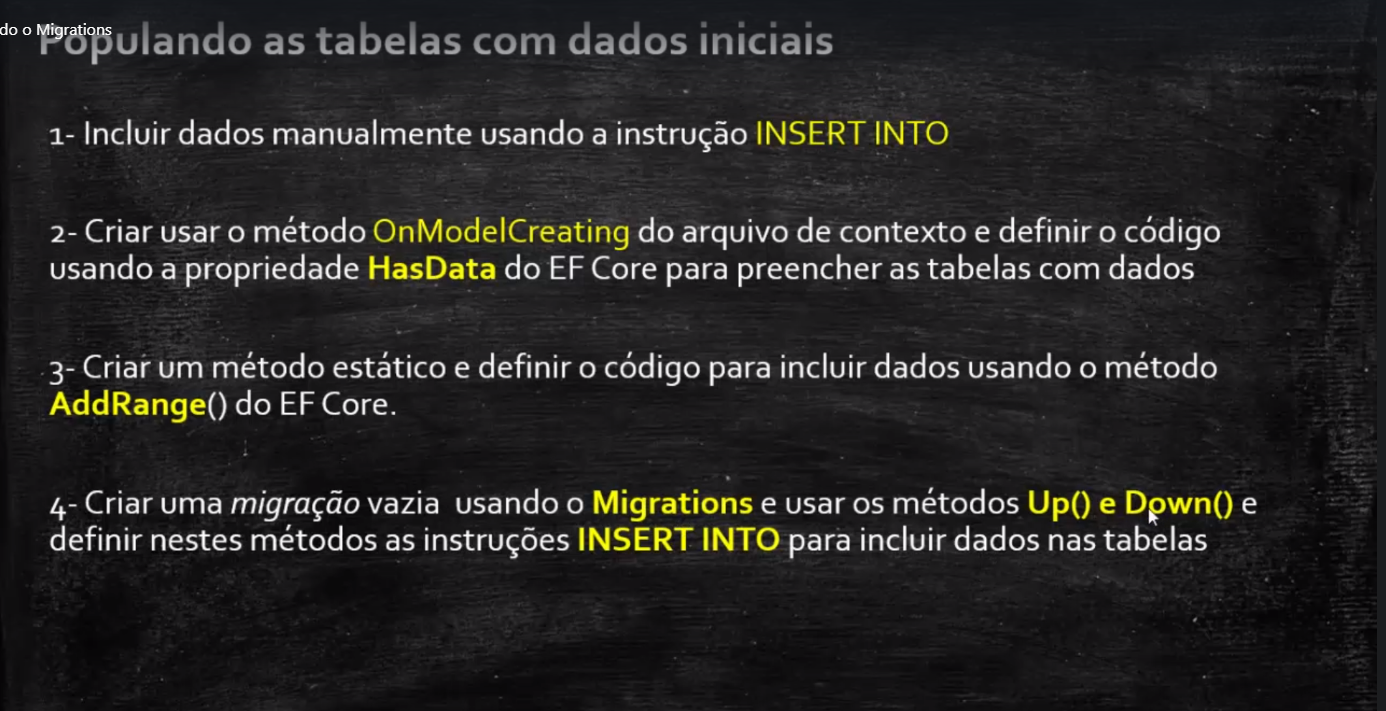 do o Migrations
Populando as tabelas com dados iniciais
1- Incluir dados manualmente usando a instrução INSERT INTO
2- Criar usar o método OnModelCreating do arquivo de contexto e definir o código
usando a propriedade HasData do EF Core para preencher as tabelas com dados
3- Criar um método estático e definir o código para incluir dados usando o método
AddRange() do EF Core.
4- Criar uma migração vazia usando o Migrations e usar os métodos Up() e Down() e
definir nestes métodos as instruções INSERT INTO para incluir dados nas tabelas